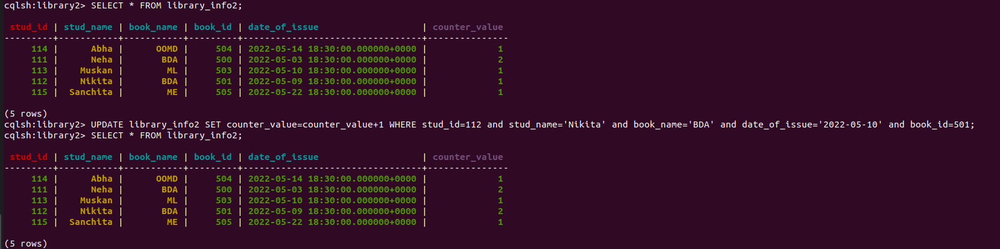 cqlsh:library2> SELECT * FROM library_info2;
 stud_id | stud_name | book_name | book_id | date_of_issue                   | counter_value
---------+-----------+-----------+---------+---------------------------------+---------------
     114 |      Abha |      OOMD |     504 | 2022-05-14 18:30:00.000000+0000 |             1
     111 |      Neha |       BDA |     500 | 2022-05-03 18:30:00.000000+0000 |             2
     113 |    Muskan |        ML |     503 | 2022-05-10 18:30:00.000000+0000 |             1
     112 |    Nikita |       BDA |     501 | 2022-05-09 18:30:00.000000+0000 |             1
     115 |  Sanchita |        ME |     505 | 2022-05-22 18:30:00.000000+0000 |             1
(5 rows)
cqlsh:library2> UPDATE library_info2 SET counter_value=counter_value+1 WHERE stud_id=112 and stud_name='Nikita' and book_name='BDA' and date_of_issue='2022-05-10' and book_id=501;
cqlsh:library2> SELECT * FROM library_info2;
 stud_id | stud_name | book_name | book_id | date_of_issue                   | counter_value
---------+-----------+-----------+---------+---------------------------------+---------------
     114 |      Abha |      OOMD |     504 | 2022-05-14 18:30:00.000000+0000 |             1
     111 |      Neha |       BDA |     500 | 2022-05-03 18:30:00.000000+0000 |             2
     113 |    Muskan |        ML |     503 | 2022-05-10 18:30:00.000000+0000 |             1
     112 |    Nikita |       BDA |     501 | 2022-05-09 18:30:00.000000+0000 |             2
     115 |  Sanchita |        ME |     505 | 2022-05-22 18:30:00.000000+0000 |             1
(5 rows)